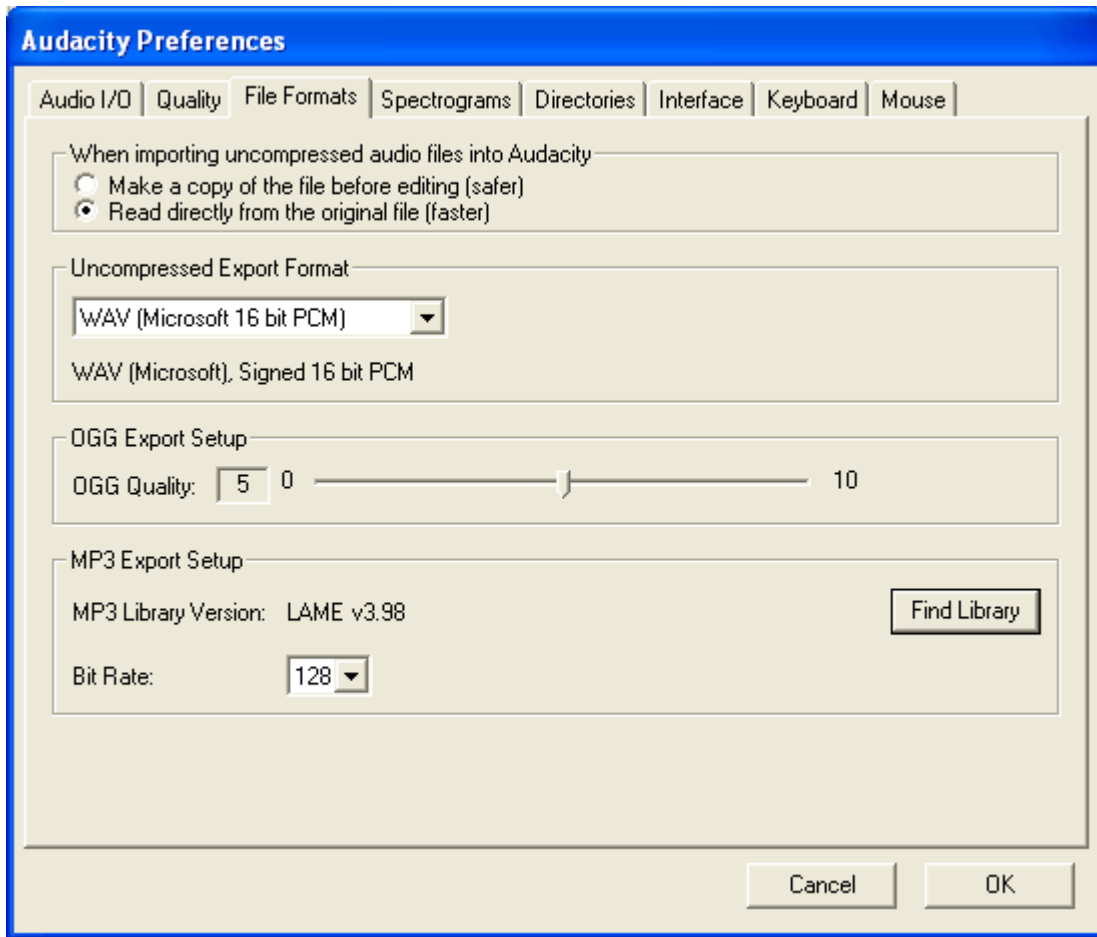 Audacity Preferences
Audio I/O Quality File Formats Spectrograms Directories Interface Keyboard Mouse
When importing uncompressed audio files into Audacity
Make a copy of the file before editing (safer)
Read directly from the original file (faster)
Uncompressed Export Format
WAV (Microsoft 16 bit PCM)
WAV (Microsoft), Signed 16 bit PCM
OGG Export Setup
OGG Quality: 5 0 10
MP3 Export Setup
MP3 Library Version: LAME v3.98 Find Library
Bit Rate: 128
Cancel OK